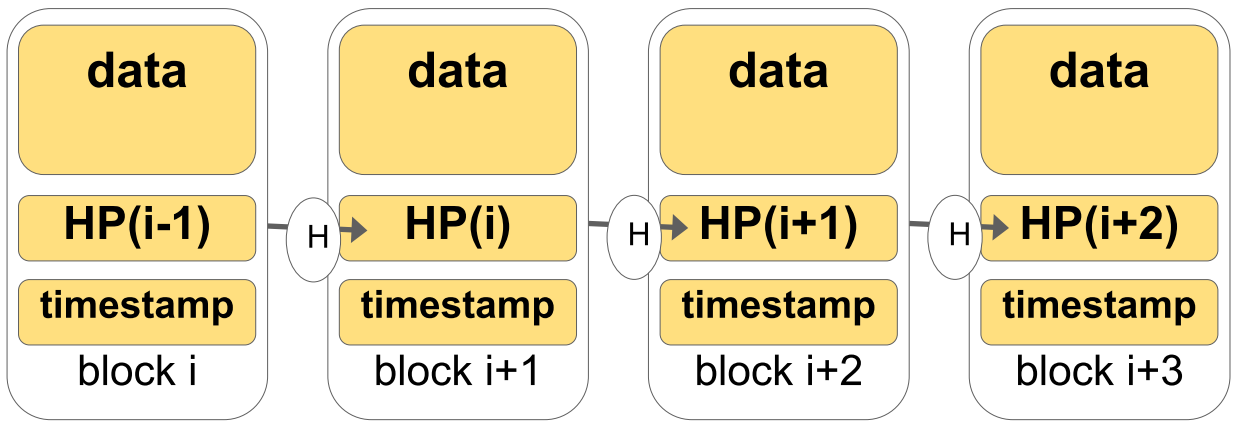 data
HP(i-1)
timestamp
block i
H
data
HP(i)
timestamp
block i+1
H
data
HP(i+1)
timestamp
block i+2
H
data
HP(i+2)
timestamp
block i+3